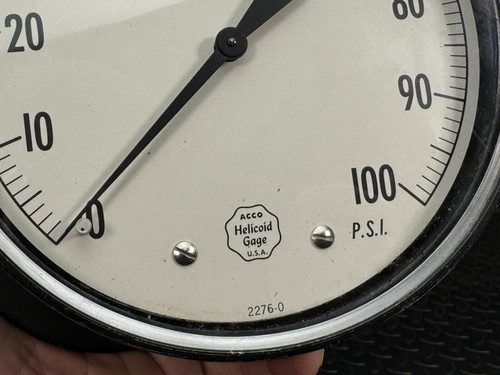 20
80
90
10
100
0
P.S.I.
ACCO
Helicoid
Gage
U.S.A.
2276-0